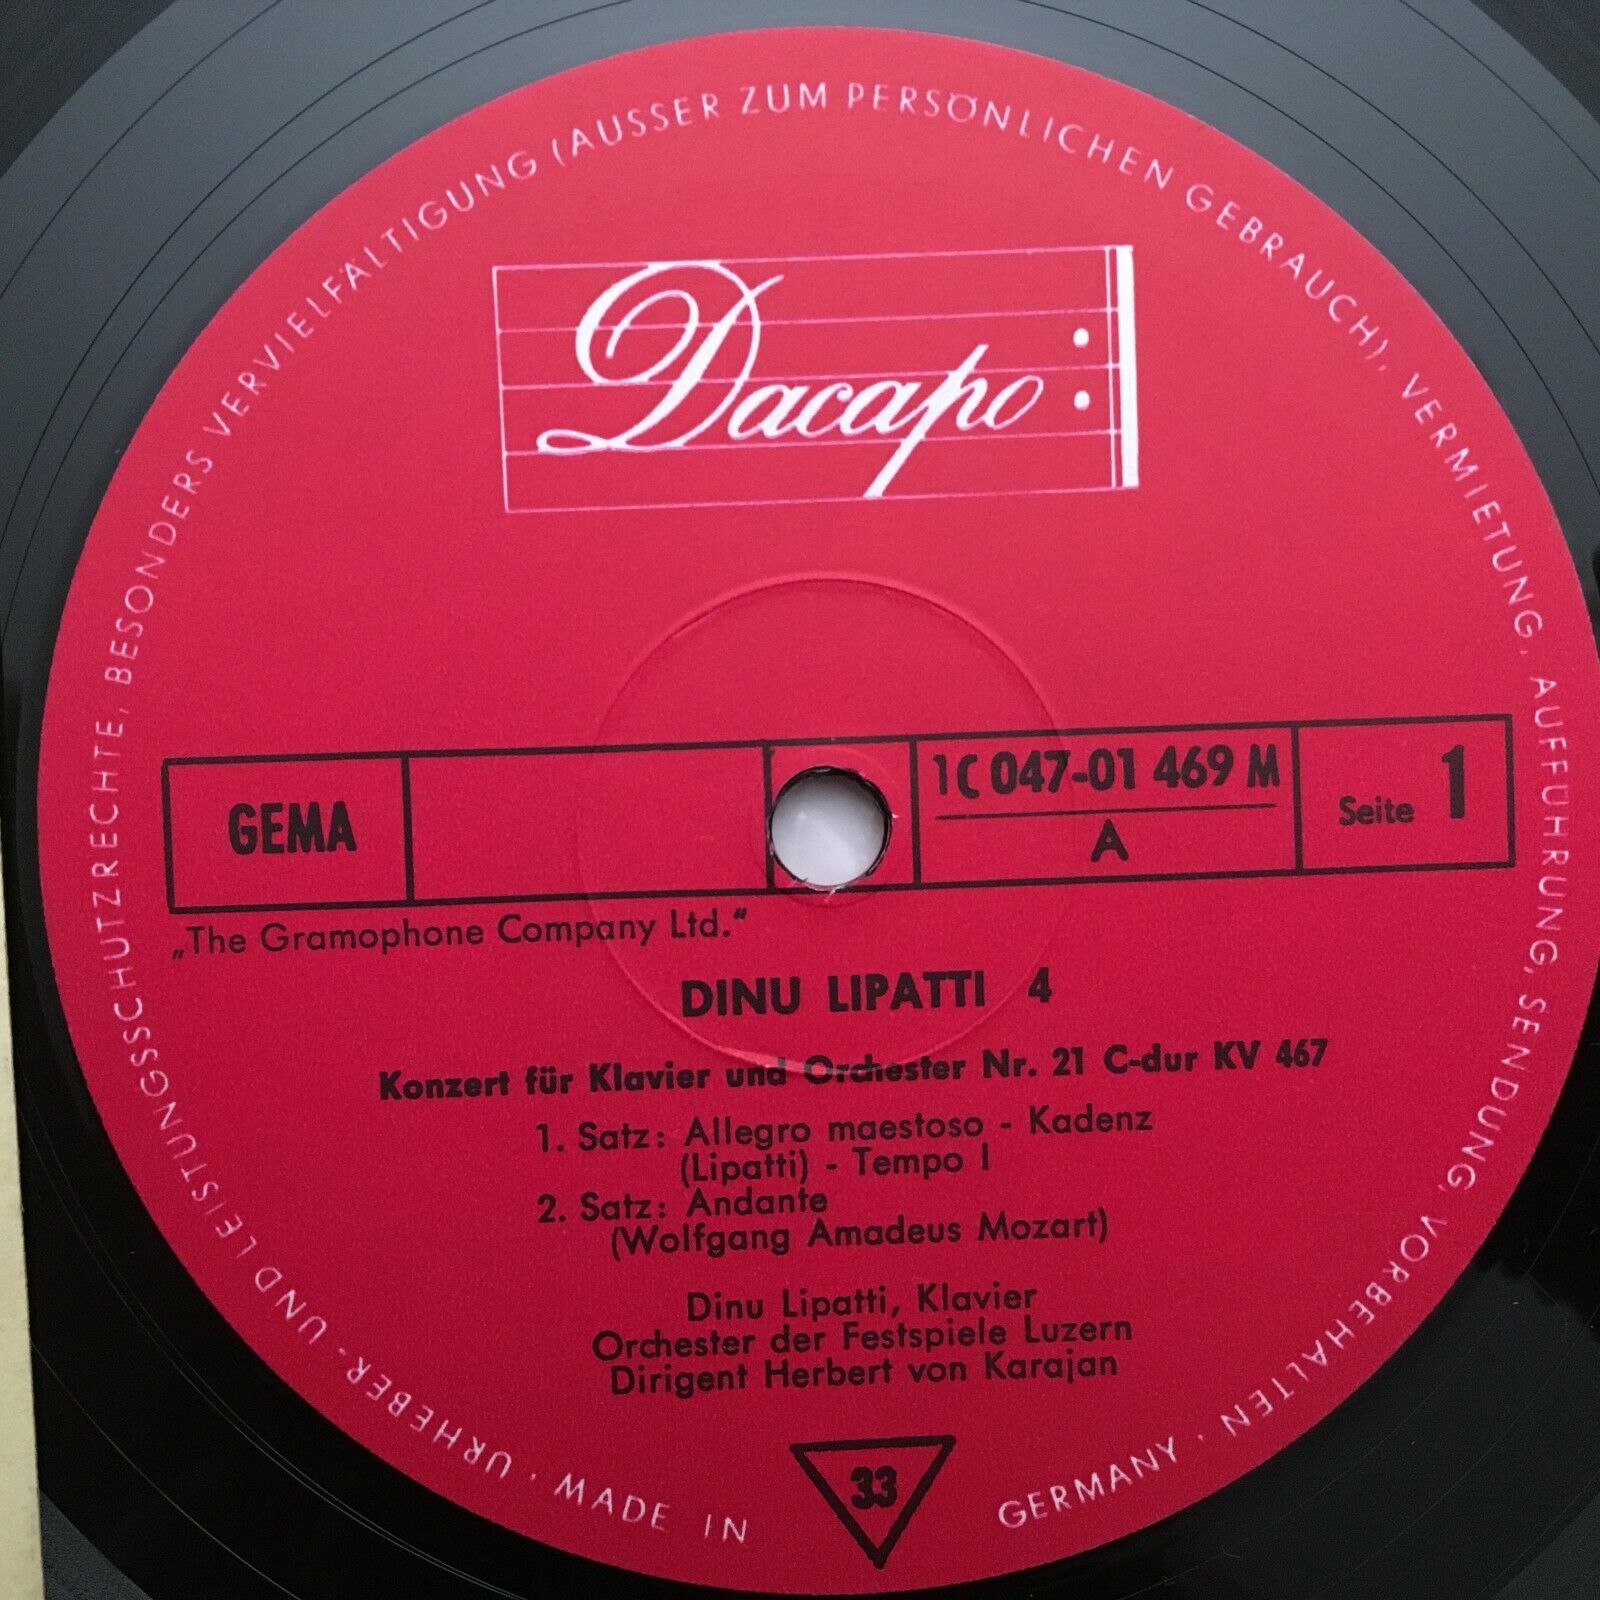 URHEBER- UND LEISTUNGSSCHUTZRECHTE, BESONDERS VERVIELFÄLTIGUNG (AUSSER ZUM PERSÖNLICHEN GEBRAUCH), VERMIETUNG, AUFFÜHRUNG, SENDUNG, VORBEHALTEN · GERMANY
MADE IN
Dacapo
GEMA
1C 047-01 469 M
A
Seite 1
„The Gramophone Company Ltd.“
DINU LIPATTI 4
Konzert für Klavier und Orchester Nr. 21 C-dur KV 467
1. Satz: Allegro maestoso - Kadenz
(Lipatti) - Tempo I
2. Satz: Andante
(Wolfgang Amadeus Mozart)
Dinu Lipatti, Klavier
Orchester der Festspiele Luzern
Dirigent Herbert von Karajan
33